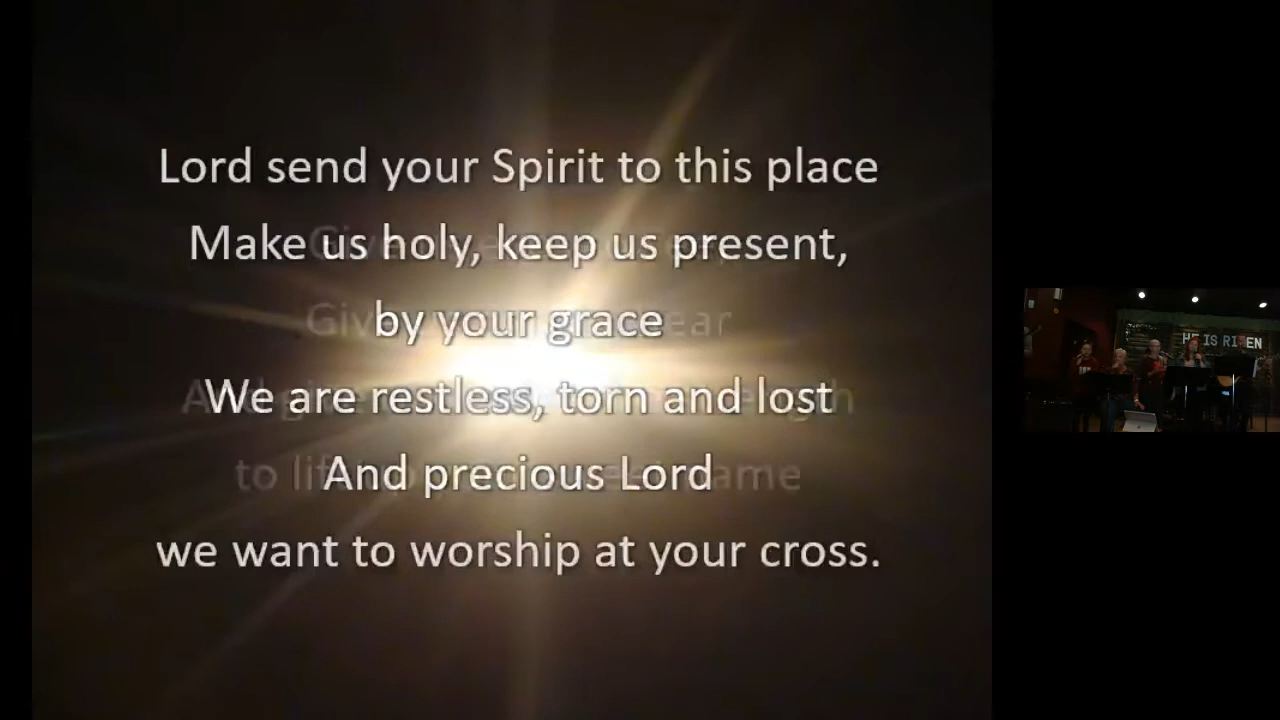 Lord send your Spirit to this place
Make us holy, keep us present,
by your grace
We are restless, torn and lost
And precious Lord
we want to worship at your cross.
HE IS RISEN